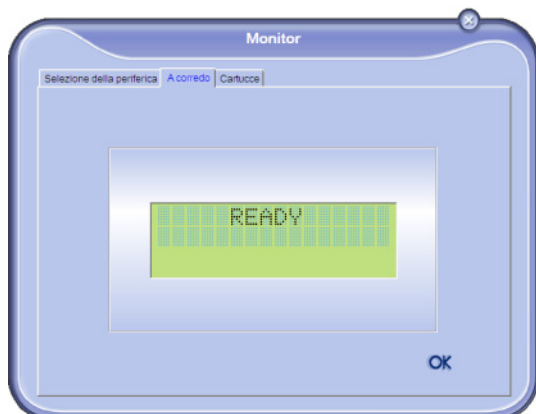 Monitor
Selezione della periferica A corredo Cartucce
READY
OK